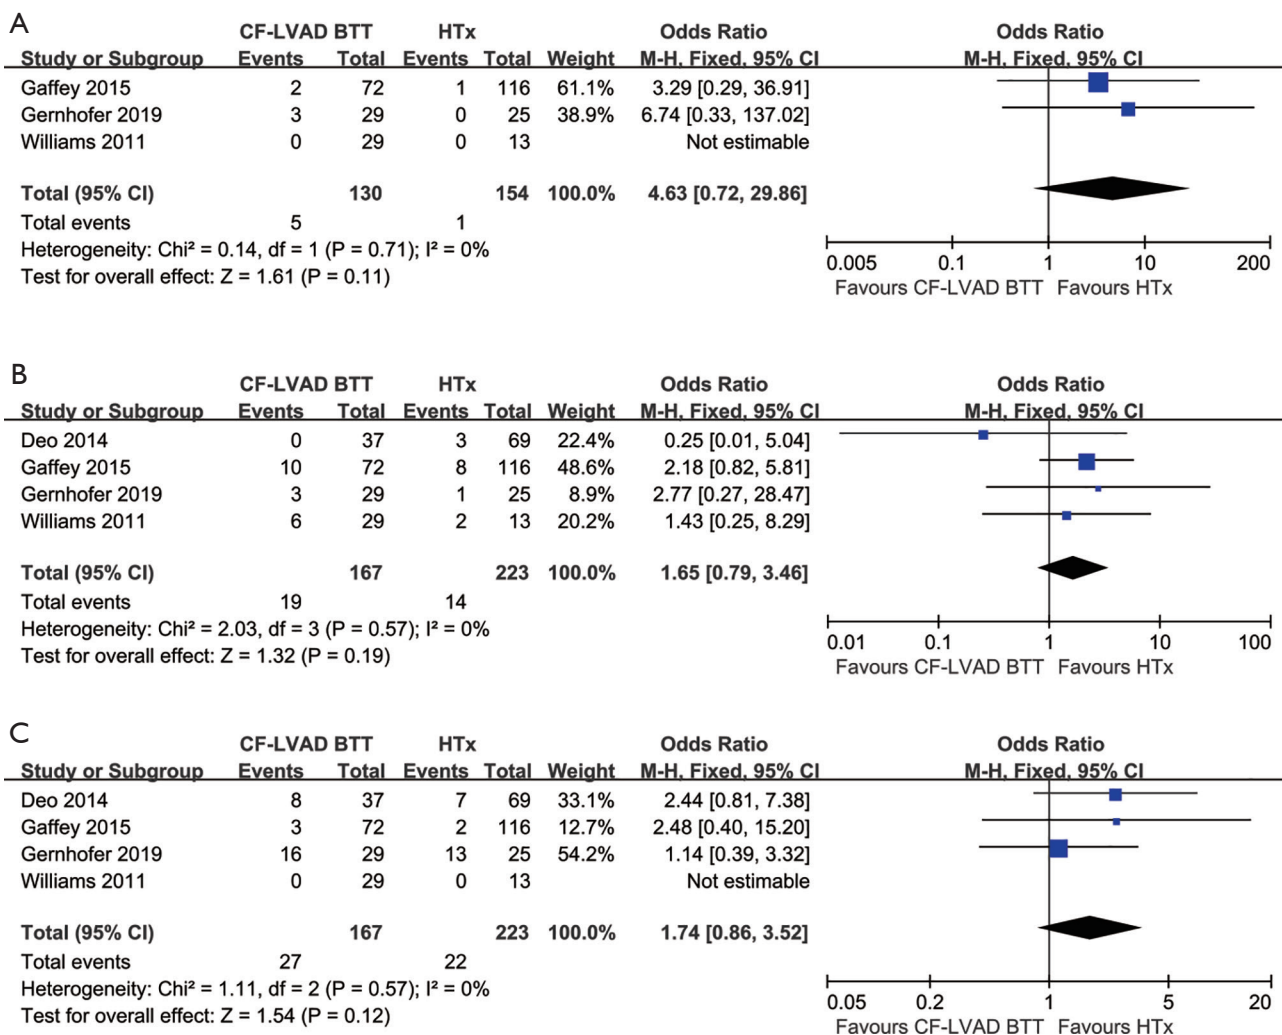 A
CF-LVAD BTT HTx Odds Ratio Odds Ratio
Study or Subgroup Events Total Events Total Weight M-H, Fixed, 95% CI M-H, Fixed, 95% CI
Gaffey 2015 2 72 1 116 61.1% 3.29 [0.29, 36.91]
Gernhofer 2019 3 29 0 25 38.9% 6.74 [0.33, 137.02]
Williams 2011 0 29 0 13 Not estimable
Total (95% CI) 130 154 100.0% 4.63 [0.72, 29.86]
Total events 5 1
Heterogeneity: Chi² = 0.14, df = 1 (P = 0.71); I² = 0%
Test for overall effect: Z = 1.61 (P = 0.11)
0.005 0.1 1 10 200
Favours CF-LVAD BTT Favours HTx
B
CF-LVAD BTT HTx Odds Ratio Odds Ratio
Study or Subgroup Events Total Events Total Weight M-H, Fixed, 95% CI M-H, Fixed, 95% CI
Deo 2014 0 37 3 69 22.4% 0.25 [0.01, 5.04]
Gaffey 2015 10 72 8 116 48.6% 2.18 [0.82, 5.81]
Gernhofer 2019 3 29 1 25 8.9% 2.77 [0.27, 28.47]
Williams 2011 6 29 2 13 20.2% 1.43 [0.25, 8.29]
Total (95% CI) 167 223 100.0% 1.65 [0.79, 3.46]
Total events 19 14
Heterogeneity: Chi² = 2.03, df = 3 (P = 0.57); I² = 0%
Test for overall effect: Z = 1.32 (P = 0.19)
0.01 0.1 1 10 100
Favours CF-LVAD BTT Favours HTx
C
CF-LVAD BTT HTx Odds Ratio Odds Ratio
Study or Subgroup Events Total Events Total Weight M-H, Fixed, 95% CI M-H, Fixed, 95% CI
Deo 2014 8 37 7 69 33.1% 2.44 [0.81, 7.38]
Gaffey 2015 3 72 2 116 12.7% 2.48 [0.40, 15.20]
Gernhofer 2019 16 29 13 25 54.2% 1.14 [0.39, 3.32]
Williams 2011 0 29 0 13 Not estimable
Total (95% CI) 167 223 100.0% 1.74 [0.86, 3.52]
Total events 27 22
Heterogeneity: Chi² = 1.11, df = 2 (P = 0.57); I² = 0%
Test for overall effect: Z = 1.54 (P = 0.12)
0.05 0.2 1 5 20
Favours CF-LVAD BTT Favours HTx